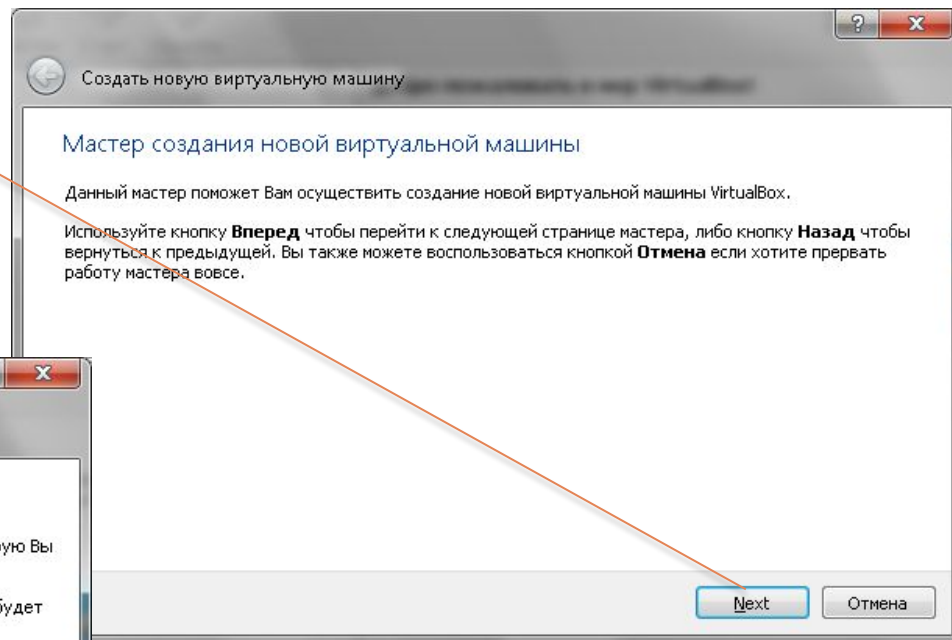 Создать новую виртуальную машину
Мастер создания новой виртуальной машины
Данный мастер поможет Вам осуществить создание новой виртуальной машины VirtualBox.
Используйте кнопку Вперед чтобы перейти к следующей странице мастера, либо кнопку Назад чтобы
вернуться к предыдущей. Вы также можете воспользоваться кнопкой Отмена если хотите прервать
работу мастера вовсе.
Вы
будет
Next
Отмена